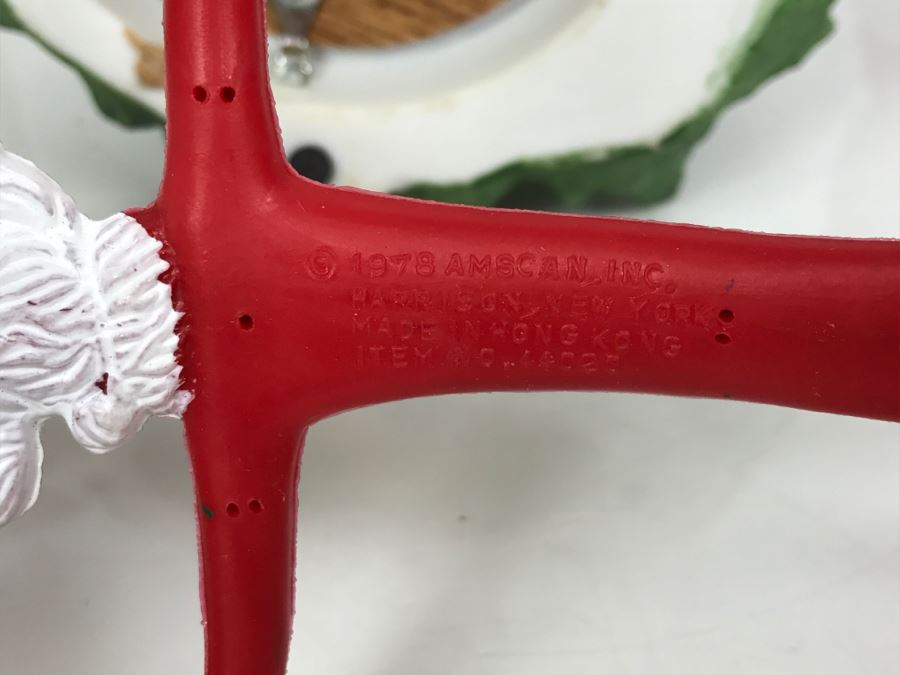 © 1978 AMSCAN, INC.
HARRISON, NEW YORK
MADE IN HONG KONG
ITEM NO.